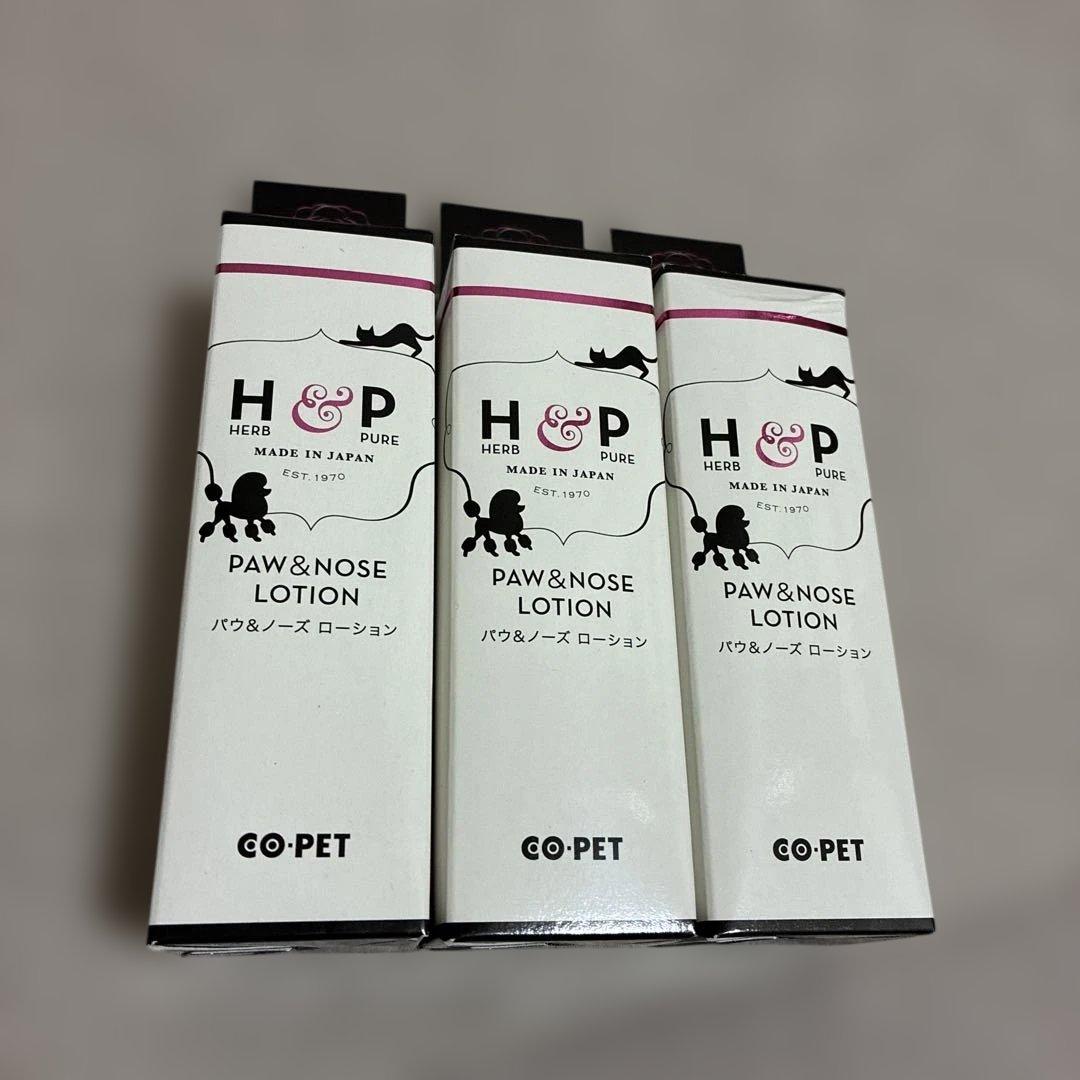 H & P
HERB PURE
MADE IN JAPAN
EST. 1970
PAW&NOSE
LOTION
パウ&ノーズ ローション
CO·PET
H & P
HERB PURE
MADE IN JAPAN
EST. 1970
PAW&NOSE
LOTION
パウ&ノーズ ローション
CO·PET
H & P
HERB PURE
MADE IN JAPAN
EST. 1970
PAW&NOSE
LOTION
パウ&ノーズ ローション
CO·PET